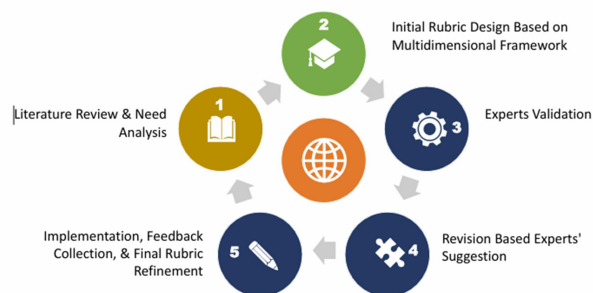 2
Initial Rubric Design Based on
Multidimensional Framework
1
Literature Review & Need
Analysis
3
Experts Validation
Implementation, Feedback
Collection, & Final Rubric
Refinement
5
4
Revision Based Experts'
Suggestion